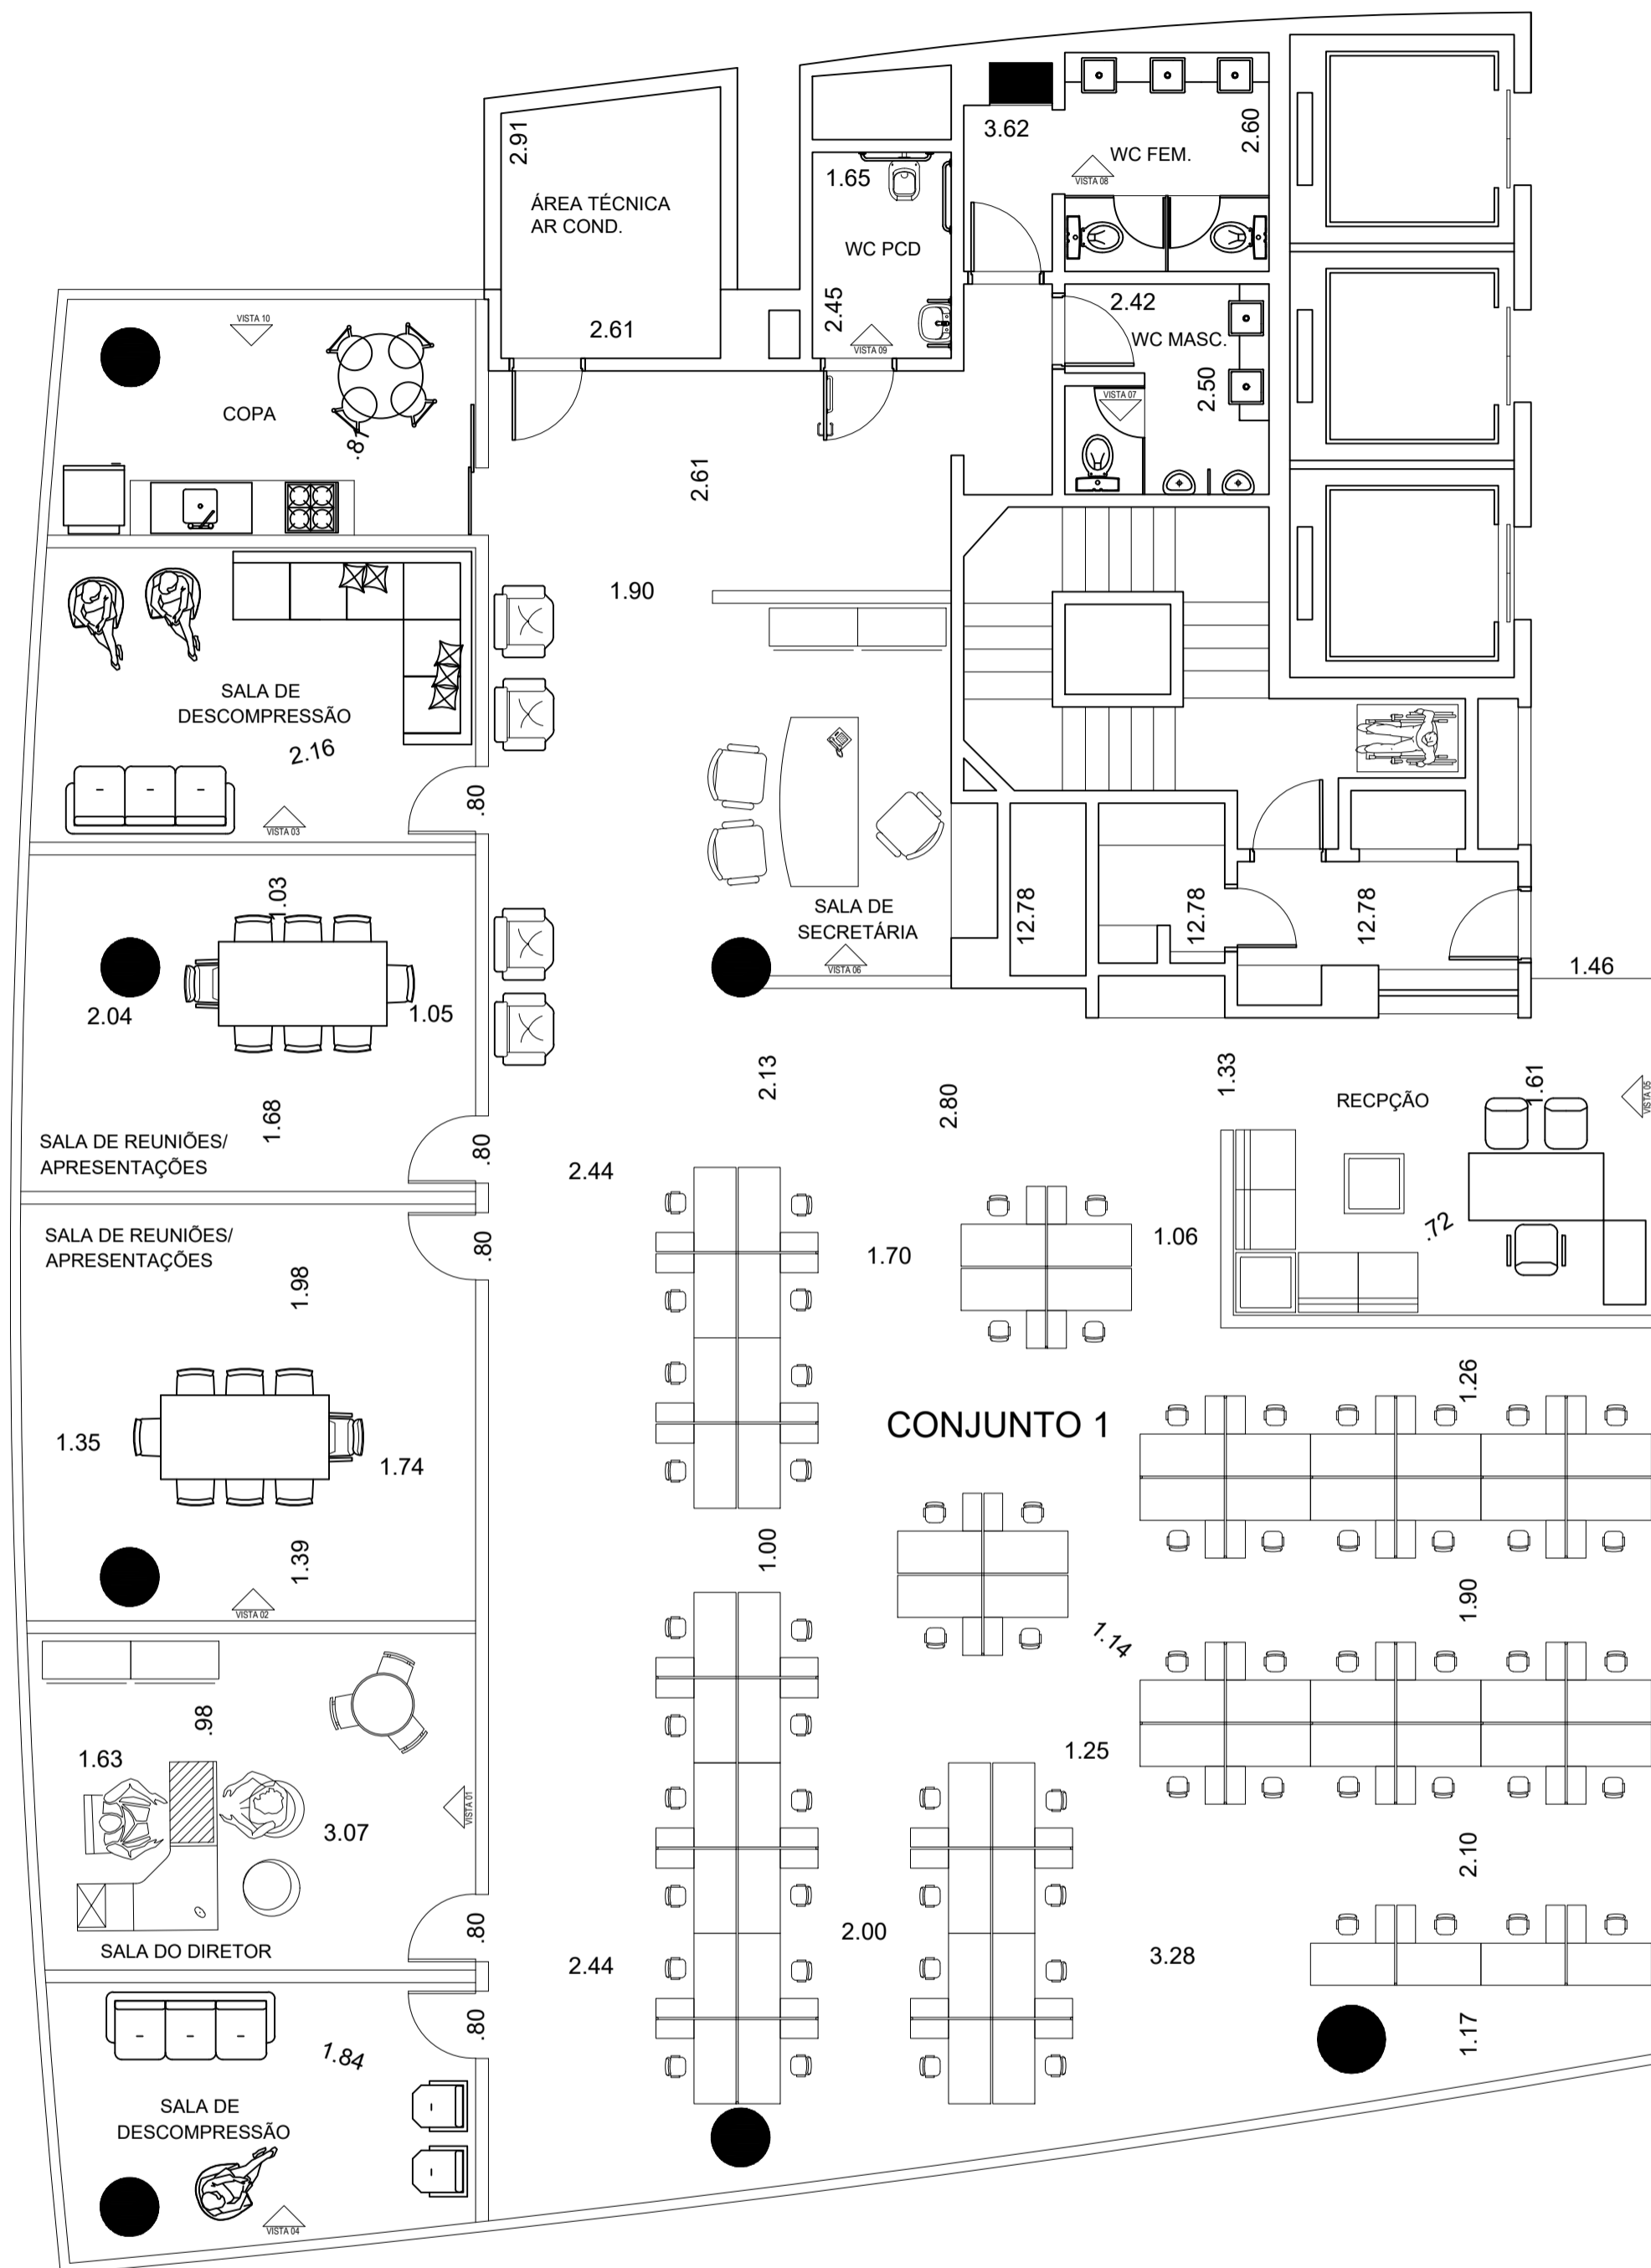 3.62
2.60
2.91
WC FEM.
VISTA 08
1.65
ÁREA TÉCNICA
AR COND.
WC PCD
2.45
2.61
VISTA 09
2.42
WC MASC.
2.50
VISTA 07
VISTA 10
COPA
.87
2.61
1.90
SALA DE
DESCOMPRESSÃO
2.16
VISTA 03
.80
SALA DE
SECRETÁRIA
VISTA 06
12.78
12.78
12.78
1.46
1.03
2.04
1.05
1.68
SALA DE REUNIÕES/
APRESENTAÇÕES
.80
2.13
2.80
1.33
RECPÇÃO
1.61
VISTA 05
2.44
SALA DE REUNIÕES/
APRESENTAÇÕES
.80
1.70
1.06
.72
1.98
1.26
CONJUNTO 1
1.35
1.74
1.39
VISTA 02
1.00
1.90
1.14
.98
1.63
3.07
VISTA 01
1.25
2.10
SALA DO DIRETOR
.80
2.44
2.00
3.28
.80
1.84
1.17
SALA DE
DESCOMPRESSÃO
VISTA 04